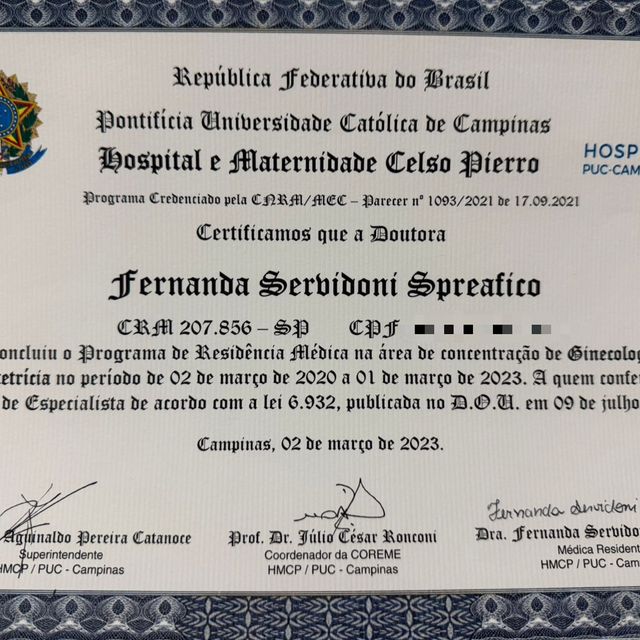 República Federativa do Brasil
Pontifícia Universidade Católica de Campinas
Hospital e Maternidade Celso Pierro
HOSP
PUC-CAM
Programa Credenciado pela CNRM/MEC – Parecer nº 1093/2021 de 17.09.2021
Certificamos que a Doutora
Fernanda Servidoni Spreafico
CRM 207.856 – SP CPF
oncluiu o Programa de Residência Médica na área de concentração de Ginecolog
etrícia no período de 02 de março de 2020 a 01 de março de 2023. A quem confer
de Especialista de acordo com a lei 6.932, publicada no D.O.U. em 09 de julho
Campinas, 02 de março de 2023.
Fernanda Servidoni
Aguinaldo Pereira Catanoce
Superintendente
HMCP / PUC - Campinas
Prof. Dr. Júlio César Ronconi
Coordenador da COREME
HMCP / PUC - Campinas
Dra. Fernanda Servido
Médica Resident
HMCP / PUC - Cam